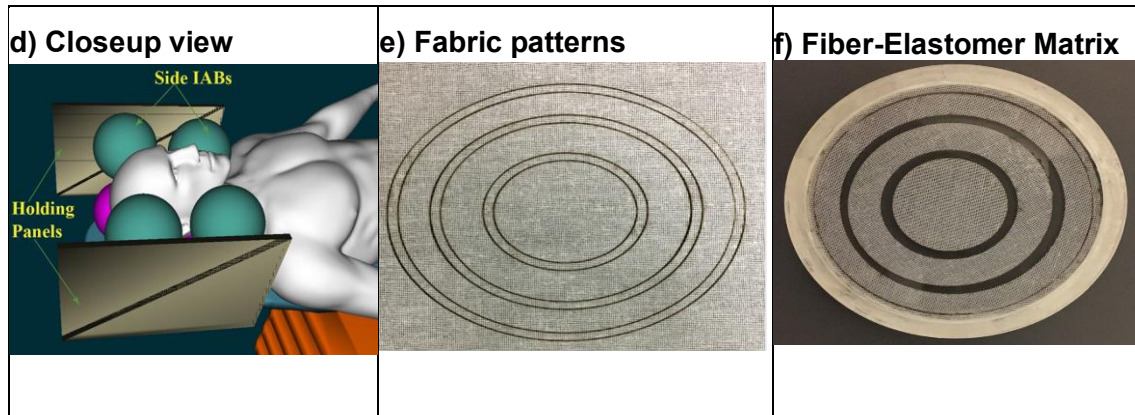 d) Closeup view
Side IABs
Holding
Panels
e) Fabric patterns
f) Fiber-Elastomer Matrix